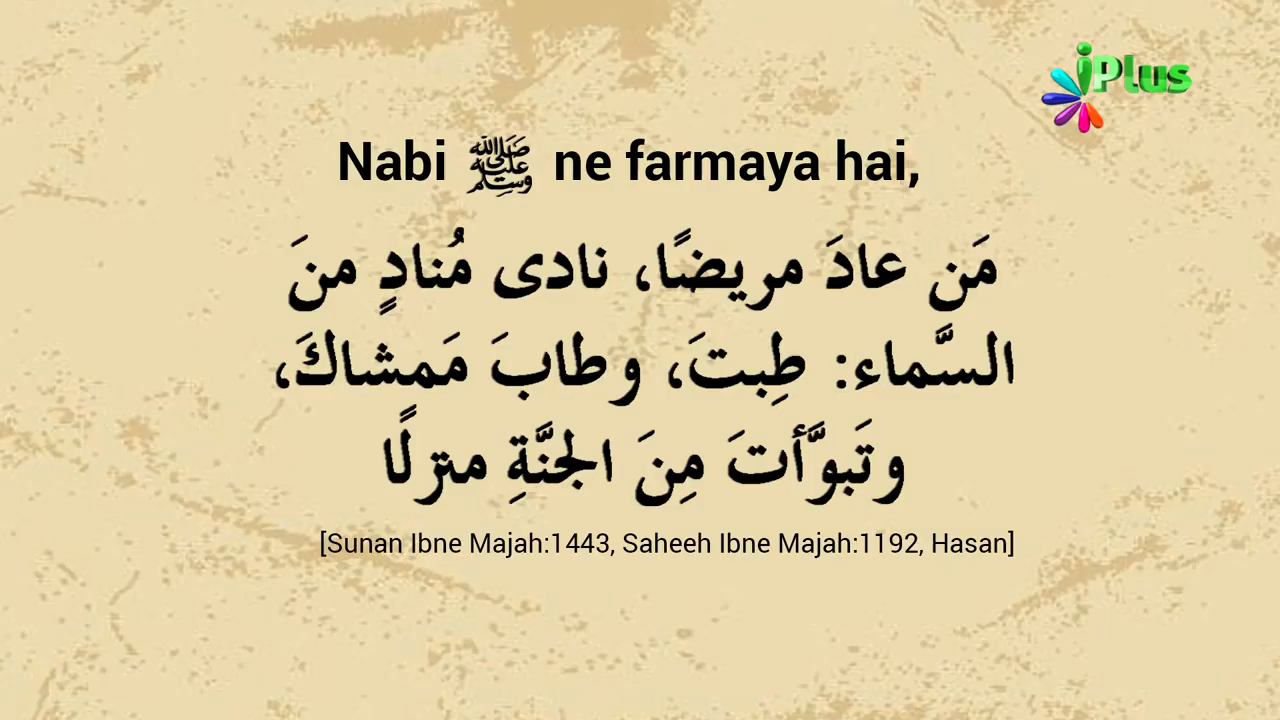 iPlus
Nabi ﷺ ne farmaya hai,
مَن عادَ مريضًا، نادى مُنادٍ منَ
السَّماء: طِبتَ، وطابَ مَمشاكَ،
وتَبوَّأتَ مِنَ الجنَّةِ منزلًا
[Sunan Ibne Majah:1443, Saheeh Ibne Majah:1192, Hasan]